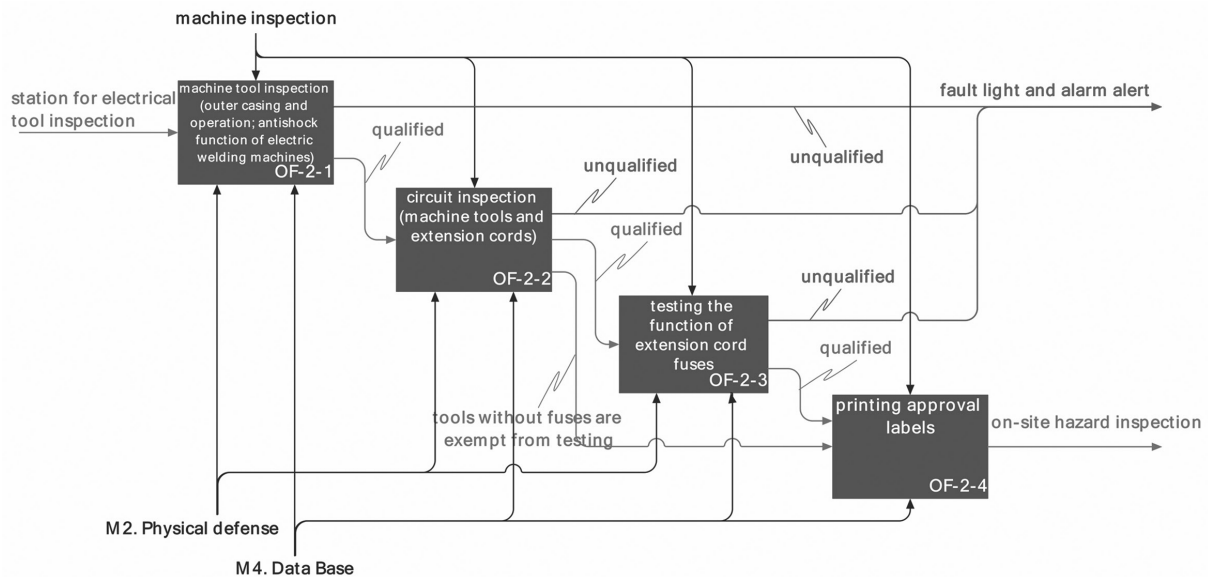 machine inspection
station for electrical
tool inspection
machine tool inspection
(outer casing and
operation; antishock
function of electric
welding machines)
OF-2-1
qualified
unqualified
fault light and alarm alert
circuit inspection
(machine tools and
extension cords)
OF-2-2
unqualified
qualified
testing the
function of
extension cord
fuses
OF-2-3
unqualified
qualified
tools without fuses are
exempt from testing
printing approval
labels
OF-2-4
on-site hazard inspection
M2. Physical defense
M4. Data Base